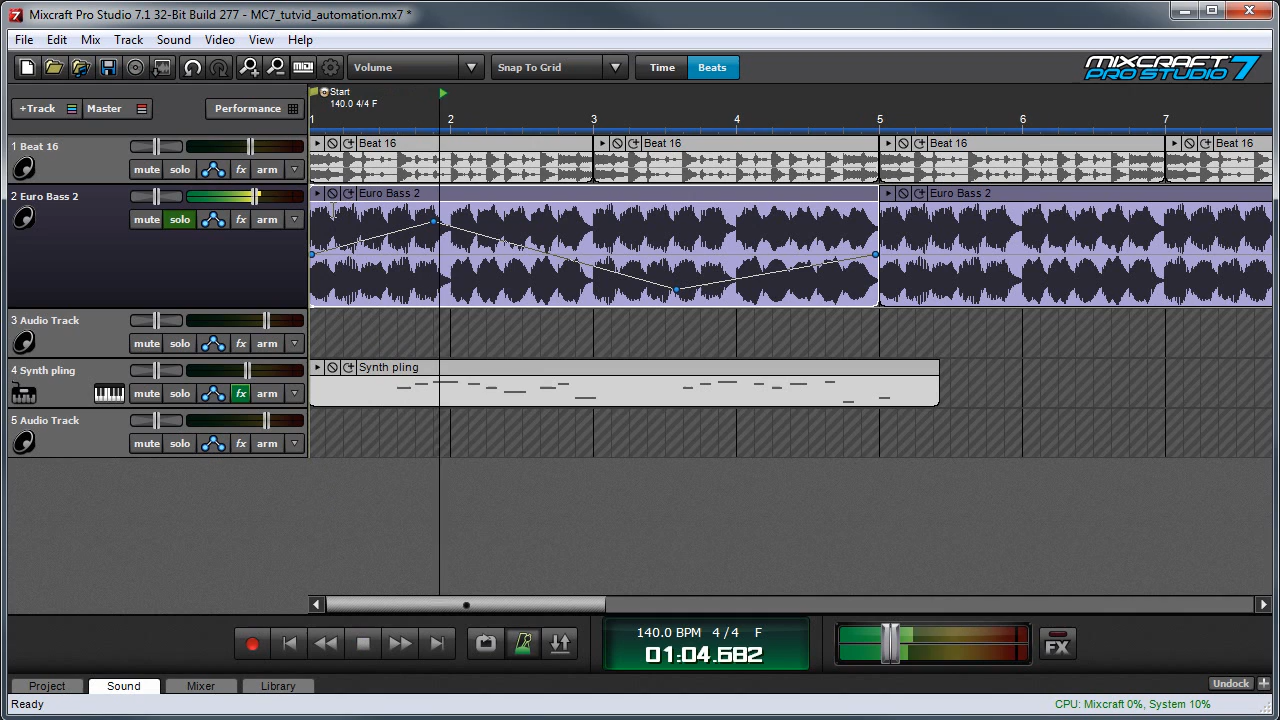 Mixcraft Pro Studio 7.1 32-Bit Build 277 - MC7_tutvid_automation.mx7 *
File Edit Mix Track Sound Video View Help
Volume Snap To Grid Time Beats MIXCRAFT PRO STUDIO 7
+Track Master Performance
Start
140.0 4/4 F
1 2 3 4 5 6 7
1 Beat 16
mute solo fx arm
Beat 16 Beat 16 Beat 16 Beat 16
2 Euro Bass 2
mute solo fx arm
Euro Bass 2 Euro Bass 2
3 Audio Track
mute solo fx arm
4 Synth pling
mute solo fx arm
Synth pling
5 Audio Track
mute solo fx arm
140.0 BPM 4 / 4 F
01:04.682
FX
Project Sound Mixer Library Undock
Ready CPU: Mixcraft 0%, System 10%